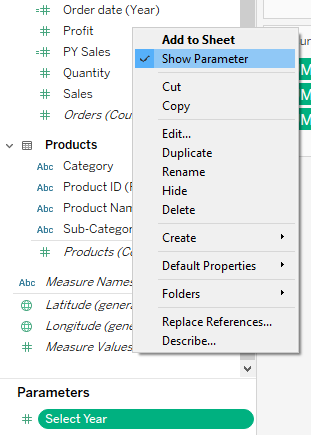 Order date (Year)
Profit
PY Sales
Quantity
Sales
Orders (Cou
Products
Abc Category
Abc Product ID (
Abc Product Nam
Abc Sub-Categor
Products (Co
Abc Measure Names
Latitude (genera
Longitude (gene
Measure Values
Parameters
Select Year
Add to Sheet
Show Parameter
Cut
Copy
Edit...
Duplicate
Rename
Hide
Delete
Create
Default Properties
Folders
Replace References...
Describe...